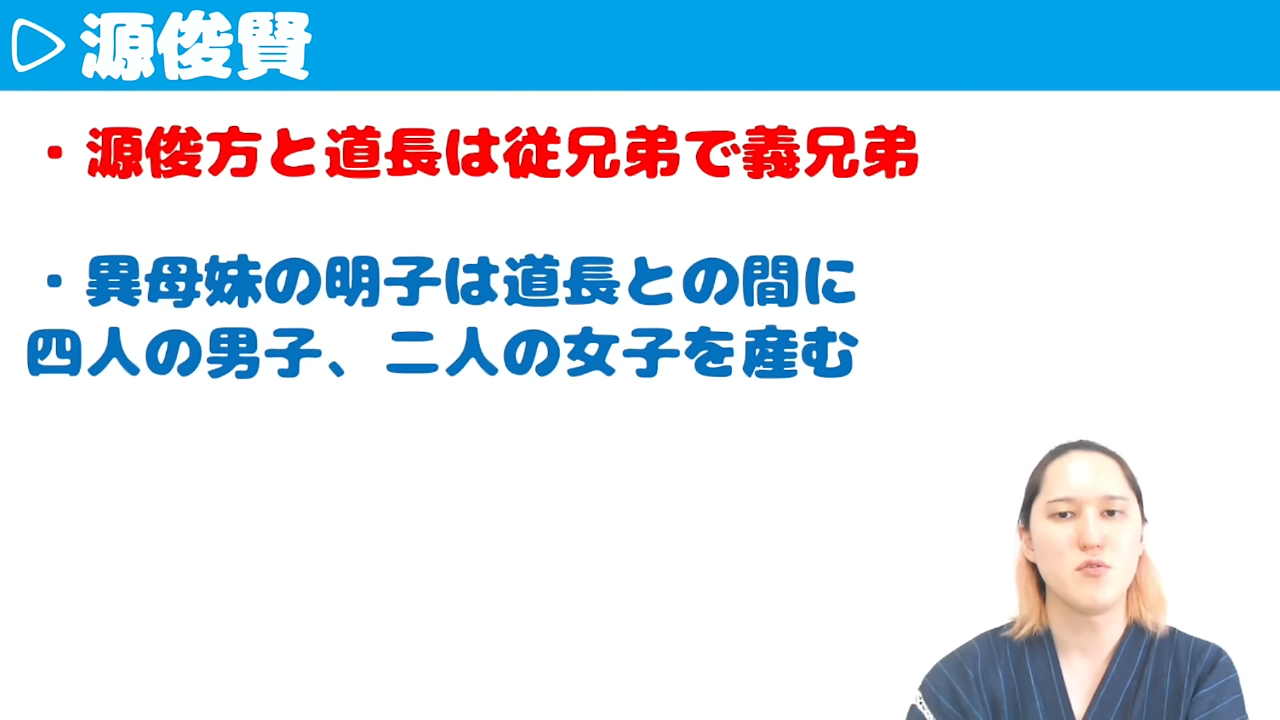 源俊賢
・源俊方と道長は従兄弟で義兄弟
・異母妹の明子は道長との間に
四人の男子、二人の女子を産む